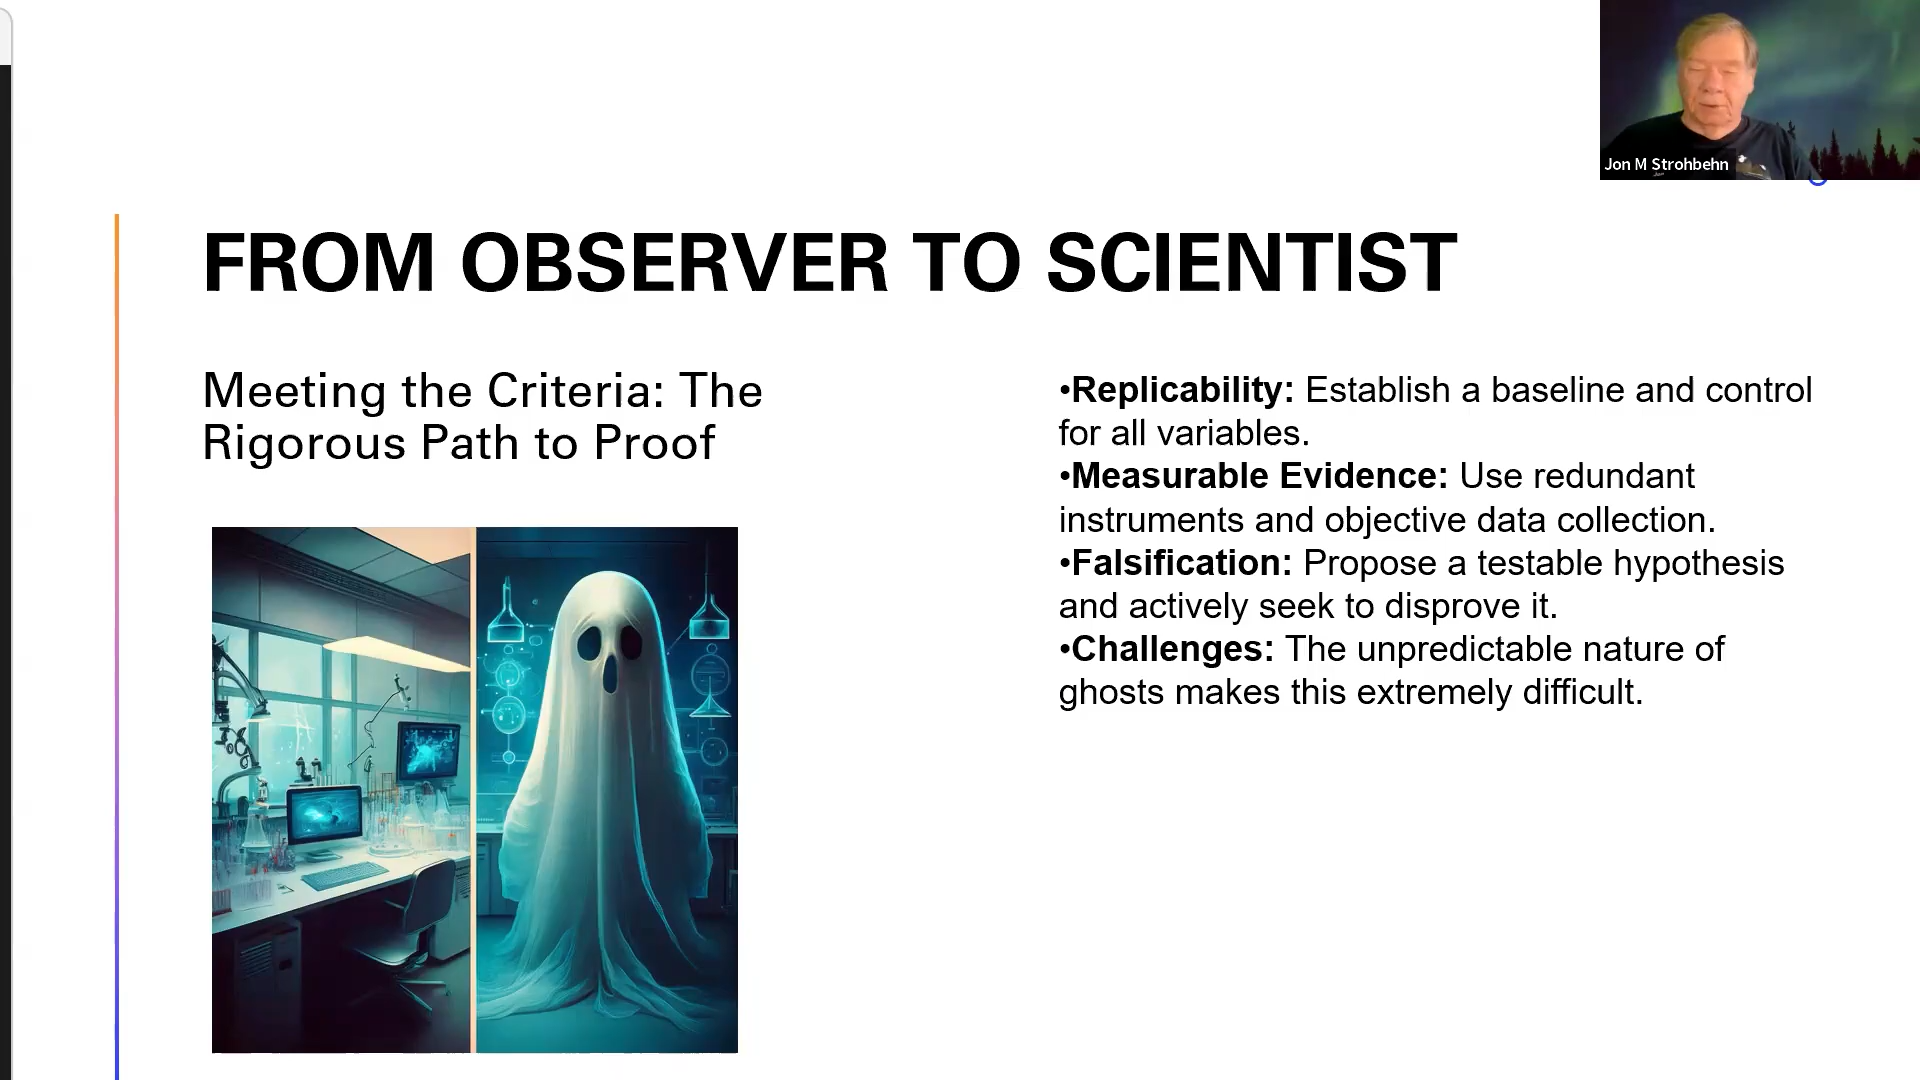 Jon M Strohbehn
FROM OBSERVER TO SCIENTIST
Meeting the Criteria: The
Rigorous Path to Proof
•Replicability: Establish a baseline and control
for all variables.
•Measurable Evidence: Use redundant
instruments and objective data collection.
•Falsification: Propose a testable hypothesis
and actively seek to disprove it.
•Challenges: The unpredictable nature of
ghosts makes this extremely difficult.